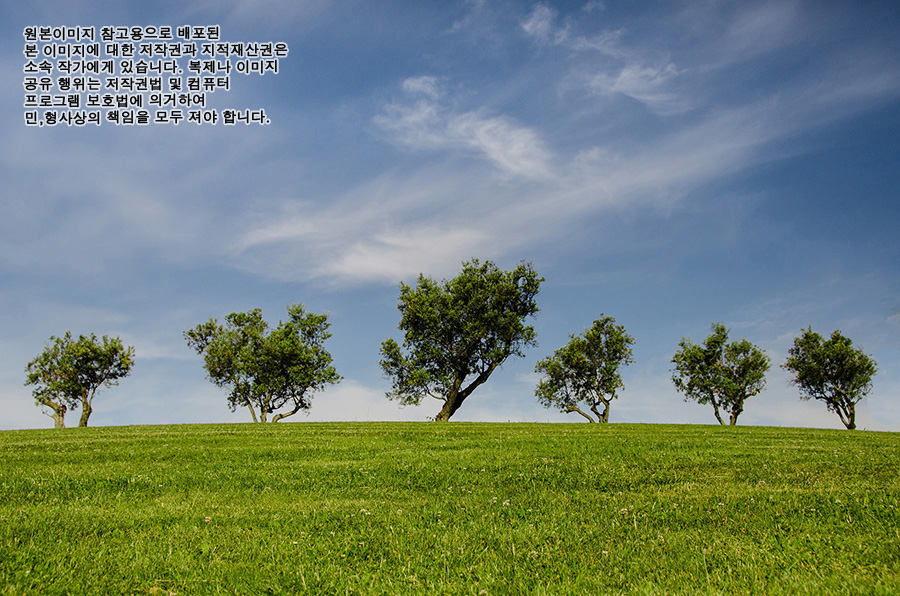 원본이미지 참고용으로 배포된
본 이미지에 대한 저작권과 지적재산권은
소속 작가에게 있습니다. 복제나 이미지
공유 행위는 저작권법 및 컴퓨터
프로그램 보호법에 의거하여
민,형사상의 책임을 모두 져야 합니다.